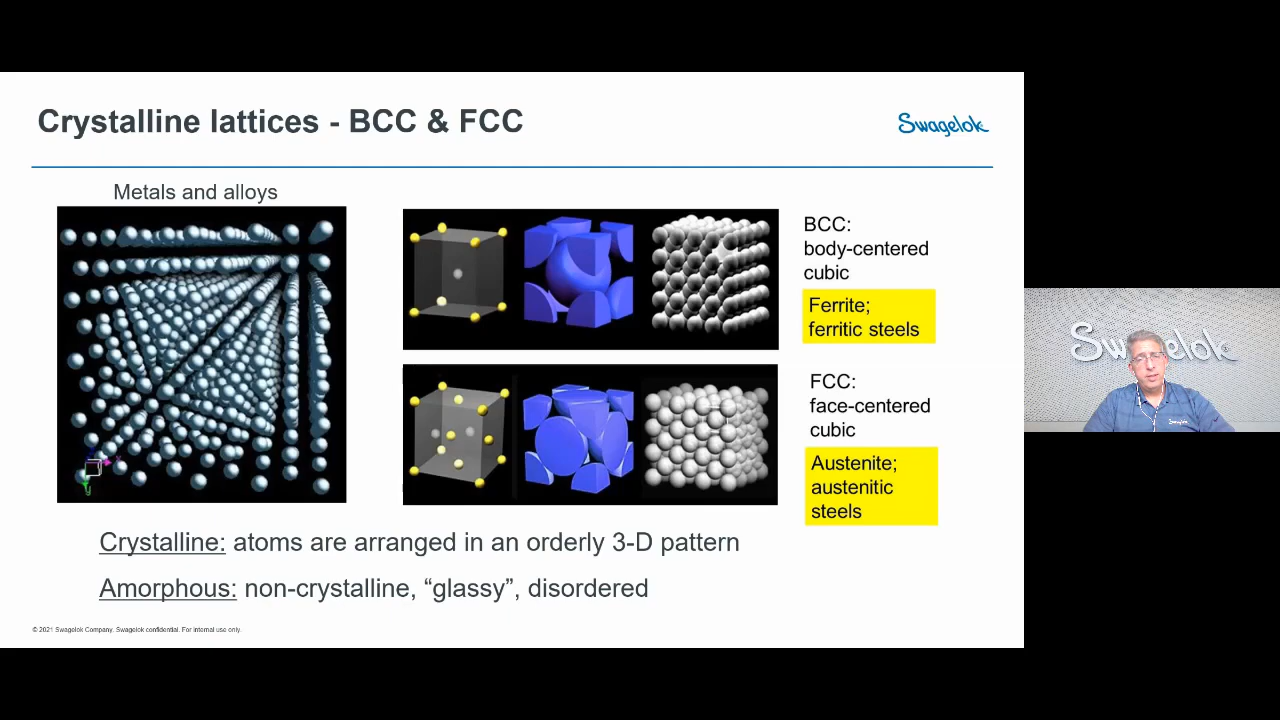 Crystalline lattices - BCC & FCC
Swagelok
Metals and alloys
BCC:
body-centered
cubic
Ferrite;
ferritic steels
FCC:
face-centered
cubic
Austenite;
austenitic
steels
Crystalline: atoms are arranged in an orderly 3-D pattern
Amorphous: non-crystalline, “glassy”, disordered
© 2021 Swagelok Company. Swagelok confidential. For internal use only.
Swagelok
Swagelok